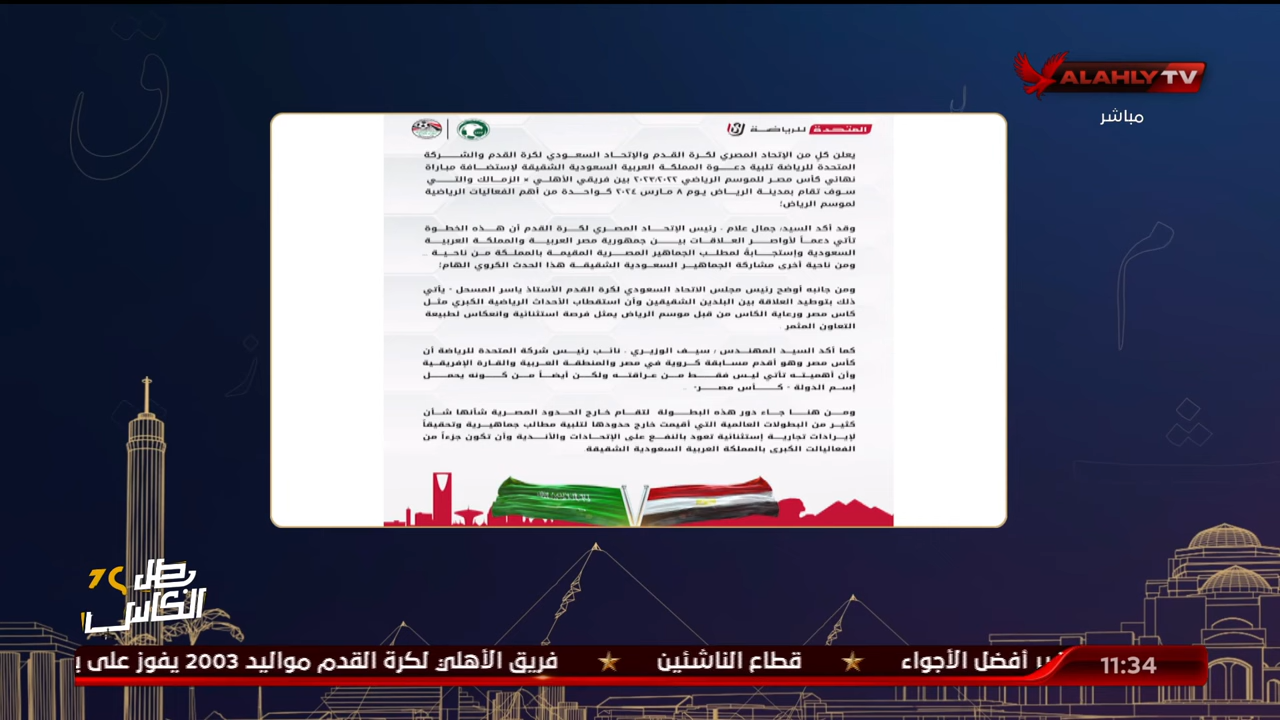 ALAHLY TV
مباشر
المتحدة للرياضة
يعلن كلٍ من الإتحاد المصري لكرة القدم والإتحاد السعودي لكرة القدم والشركة
المتحدة للرياضة تلبية دعوة المملكة العربية السعودية الشقيقة لإستضافة مباراة
نهائي كأس مصر للموسم الرياضي ٢٠٢٣/٢٠٢٢ بين فريقي الأهلي × الزمالك والتي
سوف تقام بمدينة الرياض يوم ٨ مارس ٢٠٢٤ كواحدة من أهم الفعاليات الرياضية
لموسم الرياض؛
وقد أكد السيد: جمال علام - رئيس الإتحاد المصري لكرة القدم أن هذه الخطوة
تأتي دعماً لأواصر العلاقات بين جمهورية مصر العربية والمملكة العربية
السعودية وإستجابةً لمطلب الجماهير المصرية المقيمة بالمملكة من ناحية ..
ومن ناحية أخرى مشاركة الجماهير السعودية الشقيقة هذا الحدث الكروي الهام؛
ومن جانبه أوضح رئيس مجلس الاتحاد السعودي لكرة القدم الأستاذ ياسر المسحل - يأتي
ذلك بتوطيد العلاقة بين البلدين الشقيقين وأن استقطاب الأحداث الرياضية الكبري مثل
كاس مصر ورعاية الكاس من قبل موسم الرياض يمثل فرصة استثنائية وانعكاس لطبيعة
التعاون المثمر .
كما أكد السيد المهندس ؛ سيف الوزيري . نائب رئيس شركة المتحدة للرياضة أن
كأس مصر وهو أقدم مسابقة كروية في مصر والمنطقة العربية والقارة الإفريقية
وأن أهميته تأتي ليس فقط من عراقته ولكن أيضاً من كونه يحمل
إسم الدولة - كأس مصر- .
ومن هنا جاء دور هذه البطولة لتقام خارج الحدود المصرية شأنها شأن
كثير من البطولات العالمية التي أقيمت خارج حدودها لتلبية مطالب جماهيرية وتحقيقاً
لإيرادات تجارية إستثنائية تعود بالنفع على الإتحادات والأندية وأن تكون جزءاً من
الفعاليالت الكبرى بالمملكة العربية السعودية الشقيقة.
الكاس
أفضل الأجواء ★ قطاع الناشئين ★ فريق الأهلي لكرة القدم مواليد 2003 يفوز على
11:34